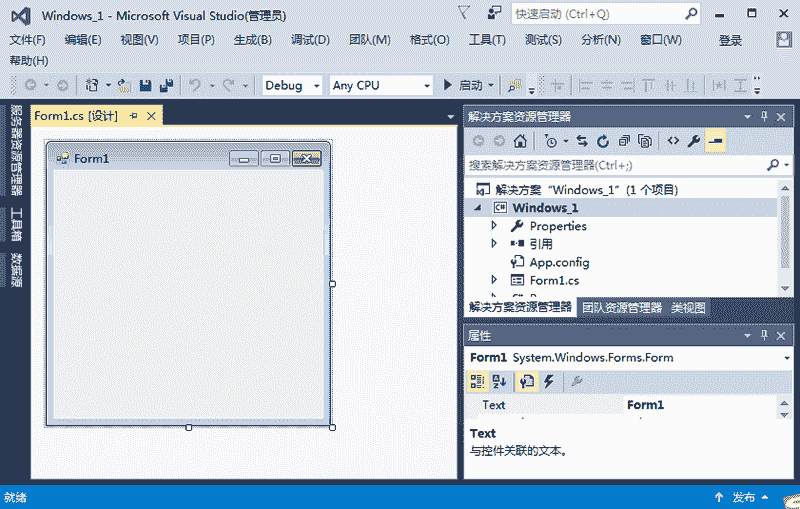 Windows_1 - Microsoft Visual Studio(管理员)
快速启动 (Ctrl+Q)
文件(F) 编辑(E) 视图(V) 项目(P) 生成(B) 调试(D) 团队(M) 格式(O) 工具(T) 测试(S) 分析(N) 窗口(W) 登录
帮助(H)
Debug Any CPU 启动
服务器资源管理器
工具箱
数据源
Form1.cs [设计]
Form1
解决方案资源管理器
搜索解决方案资源管理器(Ctrl+;)
解决方案 "Windows_1" (1 个项目)
C# Windows_1
Properties
引用
App.config
Form1.cs
解决方案资源管理器 团队资源管理器 类视图
属性
Form1 System.Windows.Forms.Form
Text Form1
Text
与控件关联的文本。
就绪
发布